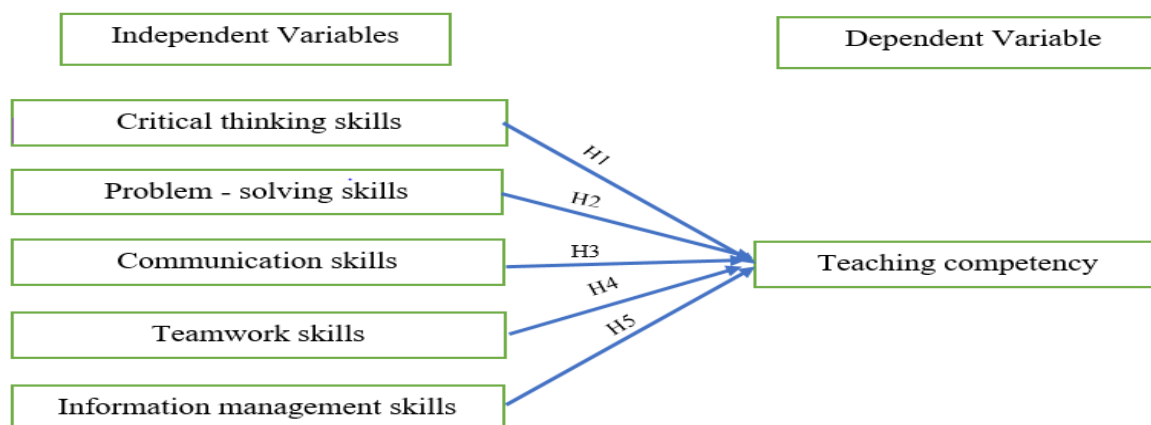 Independent Variables
Dependent Variable
Critical thinking skills
H1
Problem - solving skills
H2
Communication skills
H3
Teaching competency
H4
Teamwork skills
H5
Information management skills